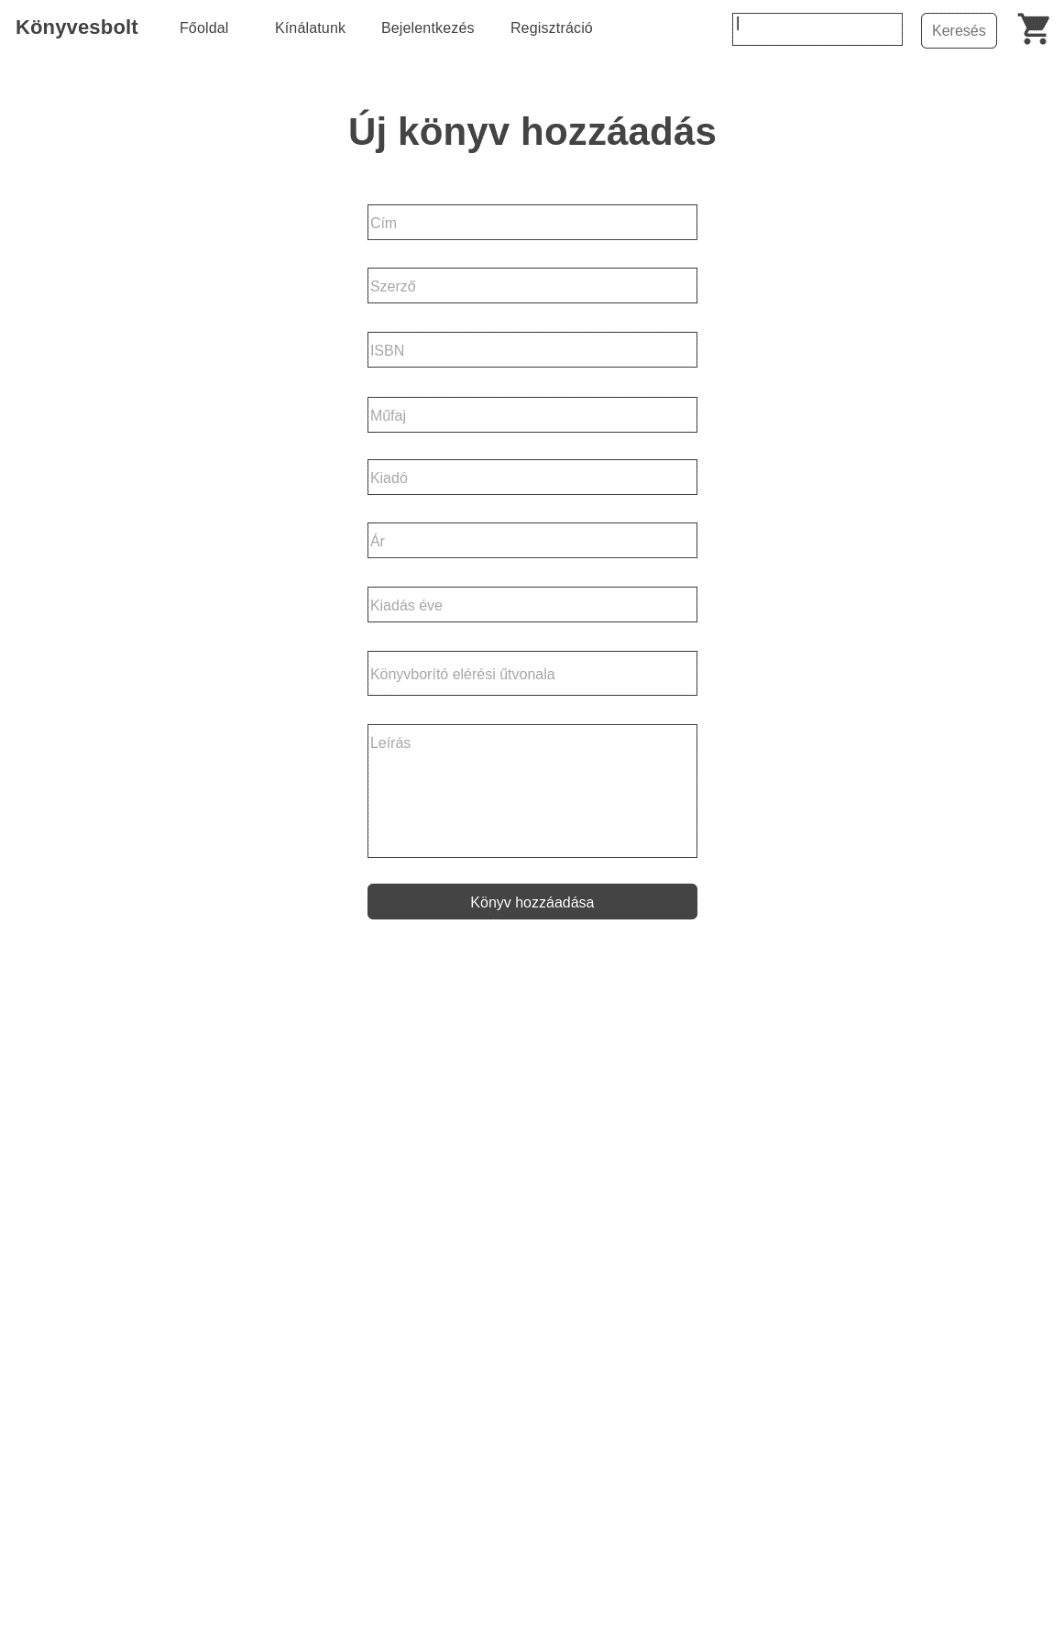 Könyvesbolt Főoldal Kínálatunk Bejelentkezés Regisztráció Keresés
Új könyv hozzáadás
Cím
Szerző
ISBN
Műfaj
Kiadó
Ár
Kiadás éve
Könyvborító elérési űtvonala
Leírás
Könyv hozzáadása